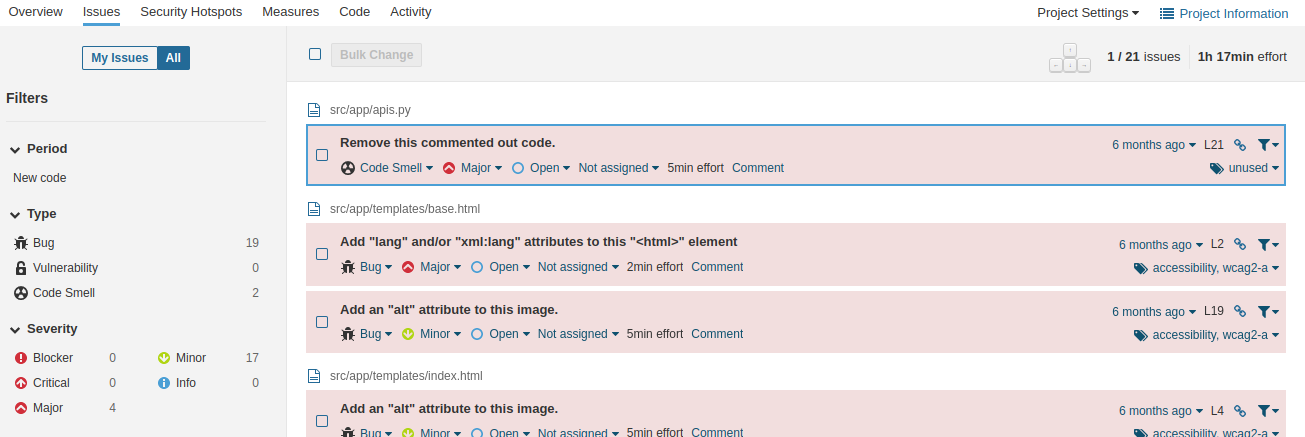 Overview Issues Security Hotspots Measures Code Activity Project Settings Project Information
My Issues All
Bulk Change
1 / 21 issues 1h 17min effort
Filters
Period
New code
Type
Bug 19
Vulnerability 0
Code Smell 2
Severity
Blocker 0 Minor 17
Critical 0 Info 0
Major 4
src/app/apis.py
Remove this commented out code.
6 months ago L21
Code Smell Major Open Not assigned 5min effort Comment
unused
src/app/templates/base.html
Add "lang" and/or "xml:lang" attributes to this "<html>" element
6 months ago L2
Bug Major Open Not assigned 2min effort Comment
accessibility, wcag2-a
Add an "alt" attribute to this image.
6 months ago L19
Bug Minor Open Not assigned 5min effort Comment
accessibility, wcag2-a
src/app/templates/index.html
Add an "alt" attribute to this image.
6 months ago L4
Bug Minor Open Not assigned 5min effort Comment
accessibility, wcag2-a